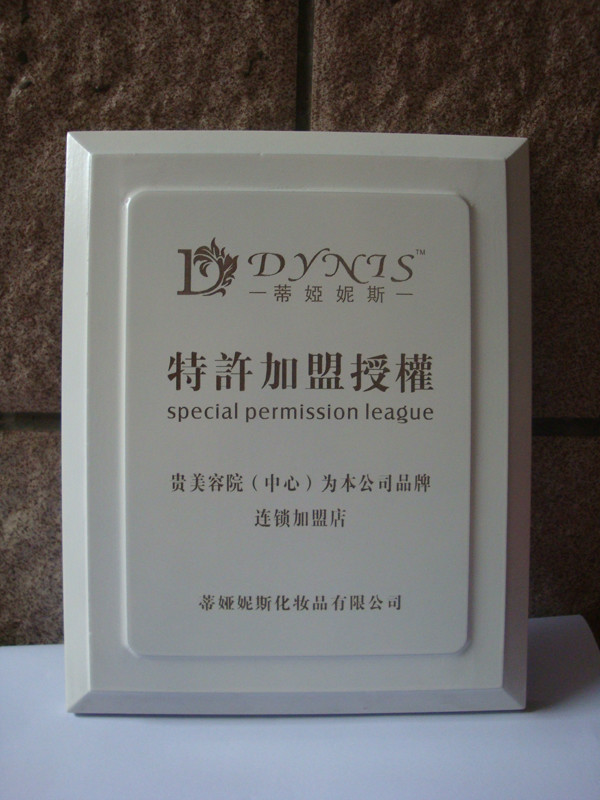 DYNIS™
— 蒂婭妮斯 —
特許加盟授權
special permission league
贵美容院（中心）为本公司品牌
连锁加盟店
蒂娅妮斯化妆品有限公司